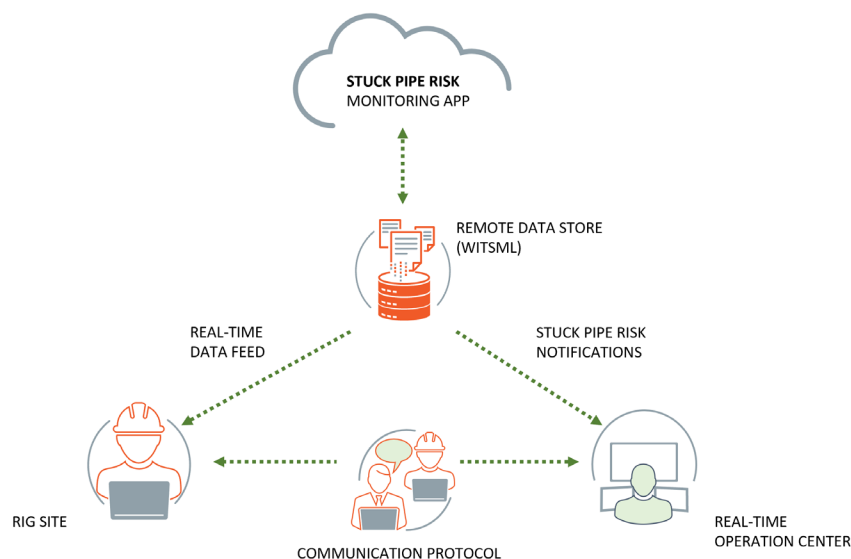 STUCK PIPE RISK
MONITORING APP
REMOTE DATA STORE
(WITSML)
REAL-TIME
DATA FEED
STUCK PIPE RISK
NOTIFICATIONS
RIG SITE
COMMUNICATION PROTOCOL
REAL-TIME
OPERATION CENTER